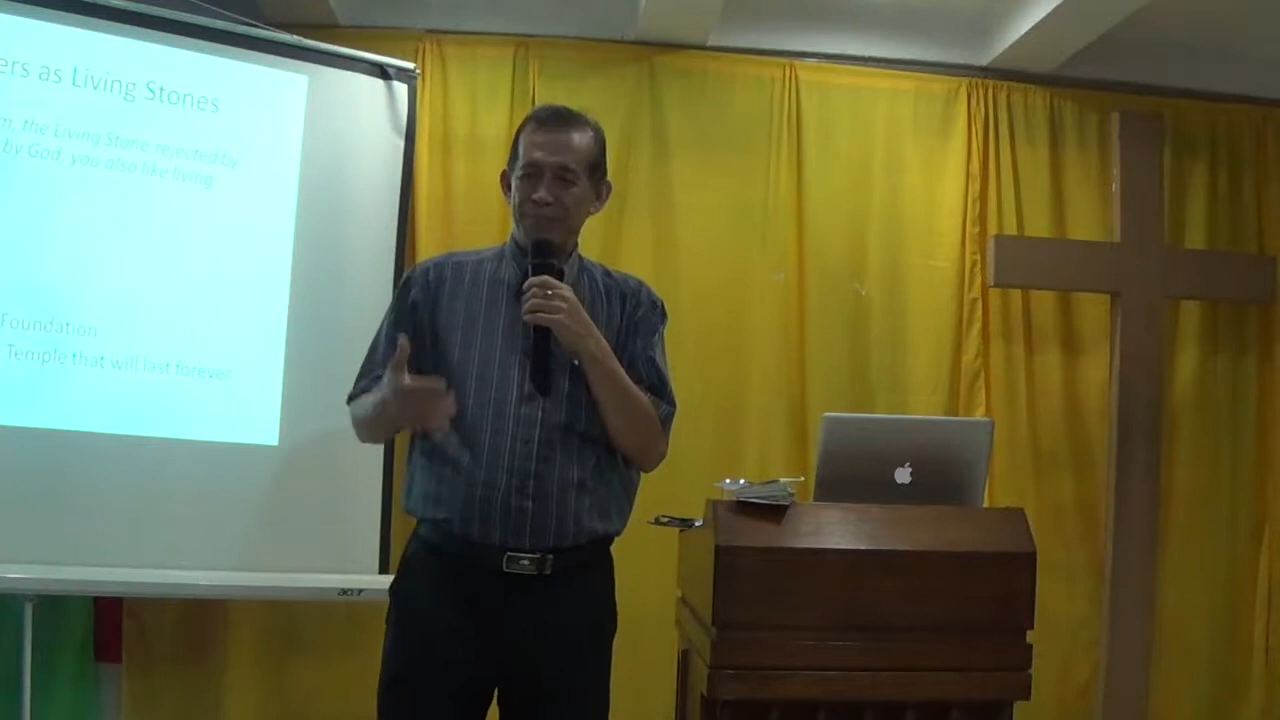 ers as Living Stones
m, the Living Stone rejected by
by God, you also like living
Foundation
Temple that will last forever
acer